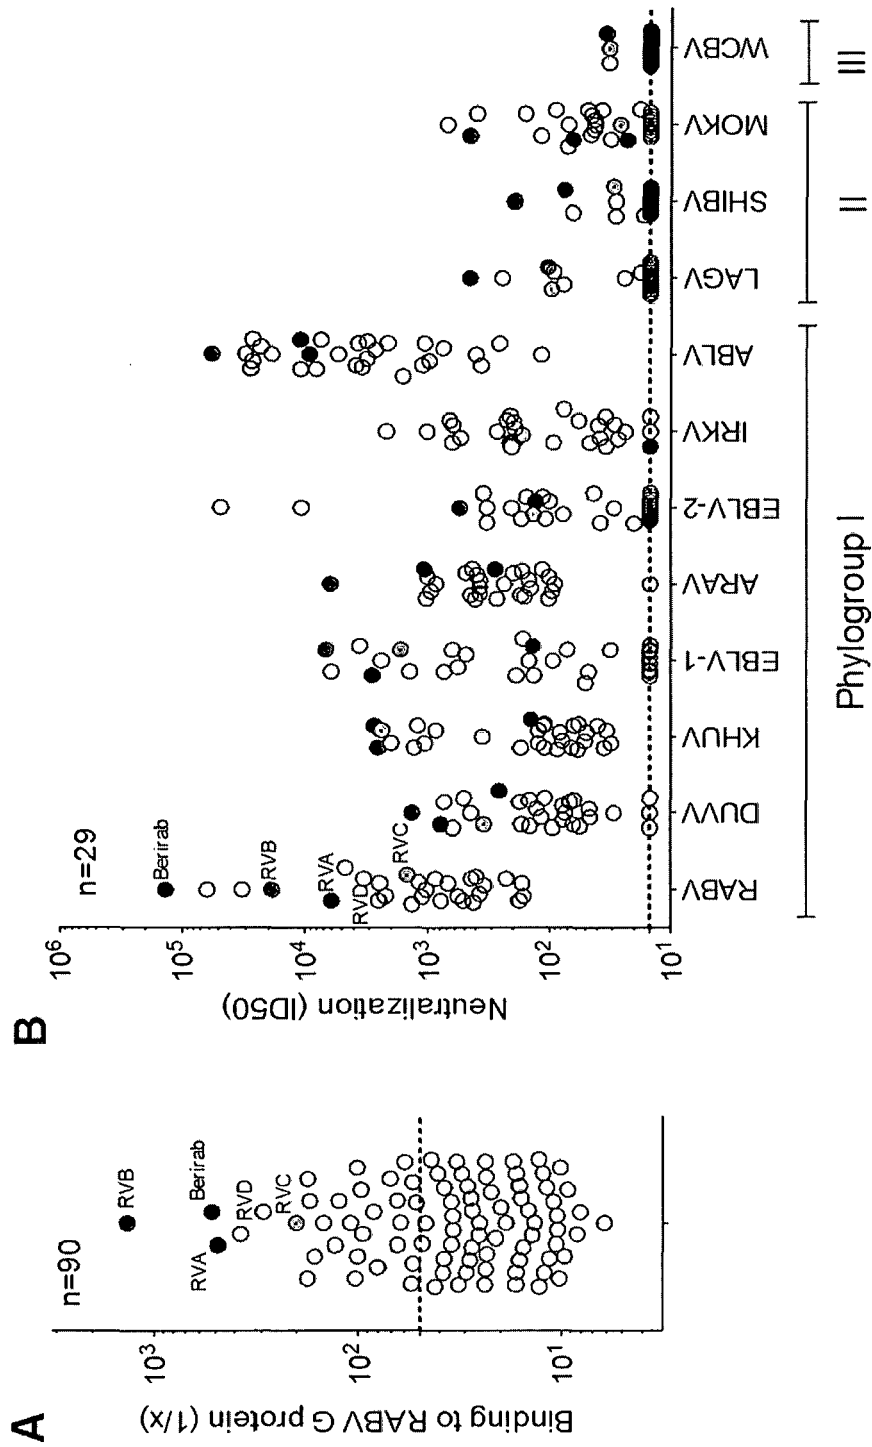 A
n=90
Binding to RABV G protein (1/x)
10³
10²
10¹
RVB
Berirab
RVA
RVD
RVC
B
n=29
Neutralization (ID50)
10⁶
10⁵
10⁴
10³
10²
10¹
Berirab
RVB
RVA
RVD
RVC
RABV
DUVV
KHUV
EBLV-1
ARAV
EBLV-2
IRKV
ABLV
LAGV
SHIBV
MOKV
WCBV
Phylogroup I
II
III